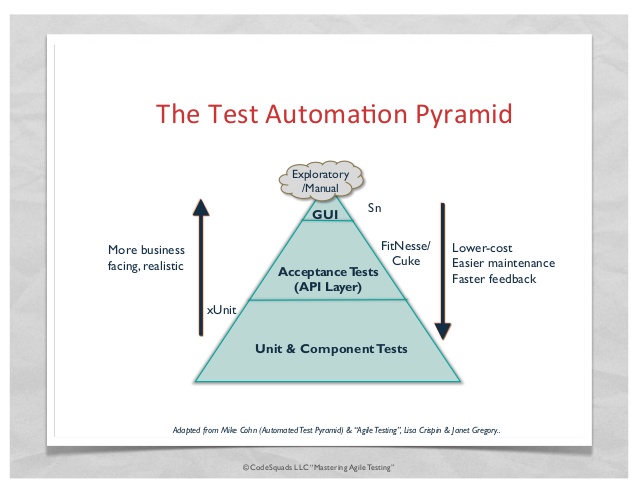 The Test Automation Pyramid
Exploratory
/Manual
GUI
Sn
More business
facing, realistic
FitNesse/
Cuke
Lower-cost
Easier maintenance
Faster feedback
Acceptance Tests
(API Layer)
xUnit
Unit & Component Tests
Adapted from Mike Cohn (Automated Test Pyramid) & “Agile Testing”, Lisa Crispin & Janet Gregory..
© CodeSquads LLC “Mastering Agile Testing”